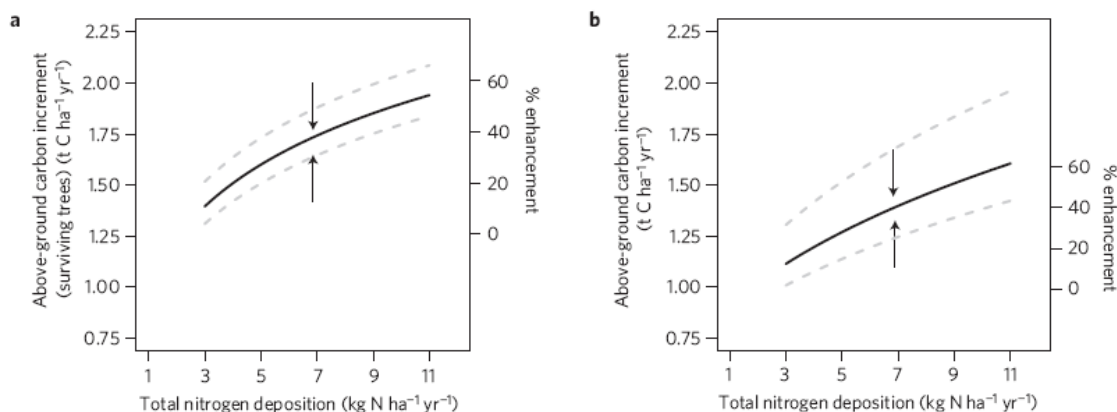 a
2.25
2.00
1.75
1.50
1.25
1.00
0.75
Above-ground carbon increment
(surviving trees) (t C ha⁻¹ yr⁻¹)
60
40
20
0
% enhancement
1 3 5 7 9 11
Total nitrogen deposition (kg N ha⁻¹ yr⁻¹)
b
2.25
2.00
1.75
1.50
1.25
1.00
0.75
Above-ground carbon increment
(t C ha⁻¹ yr⁻¹)
60
40
20
0
% enhancement
1 3 5 7 9 11
Total nitrogen deposition (kg N ha⁻¹ yr⁻¹)